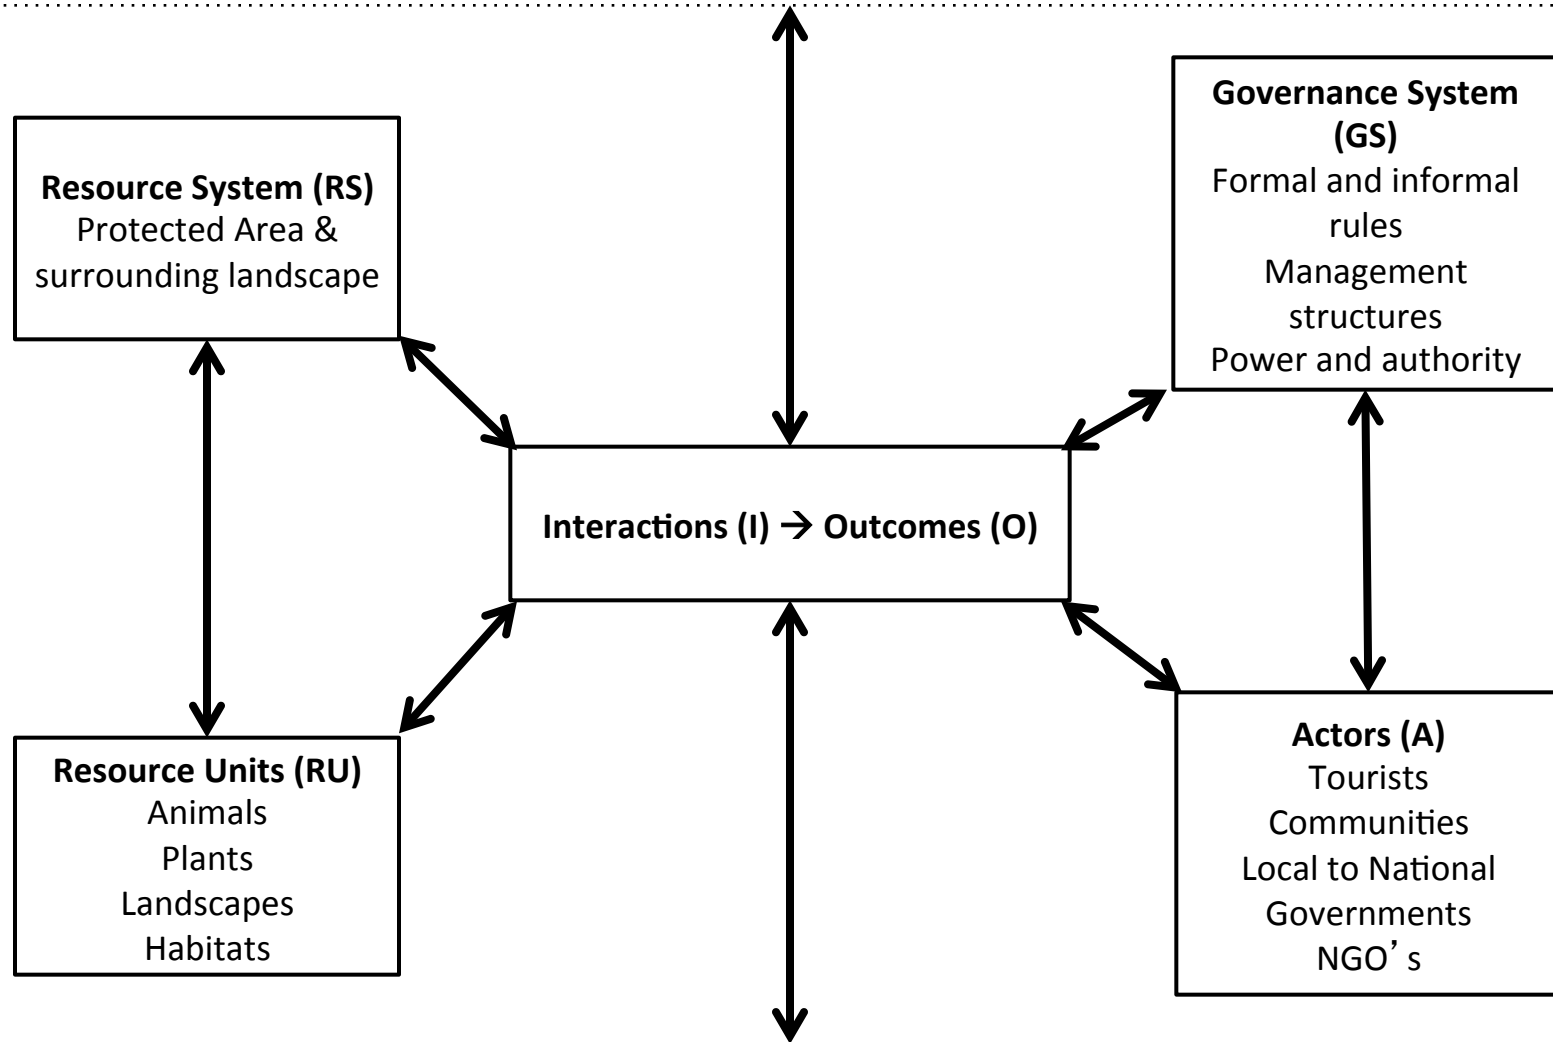 Governance System
(GS)
Formal and informal
rules
Management
structures
Power and authority
Resource System (RS)
Protected Area &
surrounding landscape
Interactions (I) → Outcomes (O)
Resource Units (RU)
Animals
Plants
Landscapes
Habitats
Actors (A)
Tourists
Communities
Local to National
Governments
NGO’s